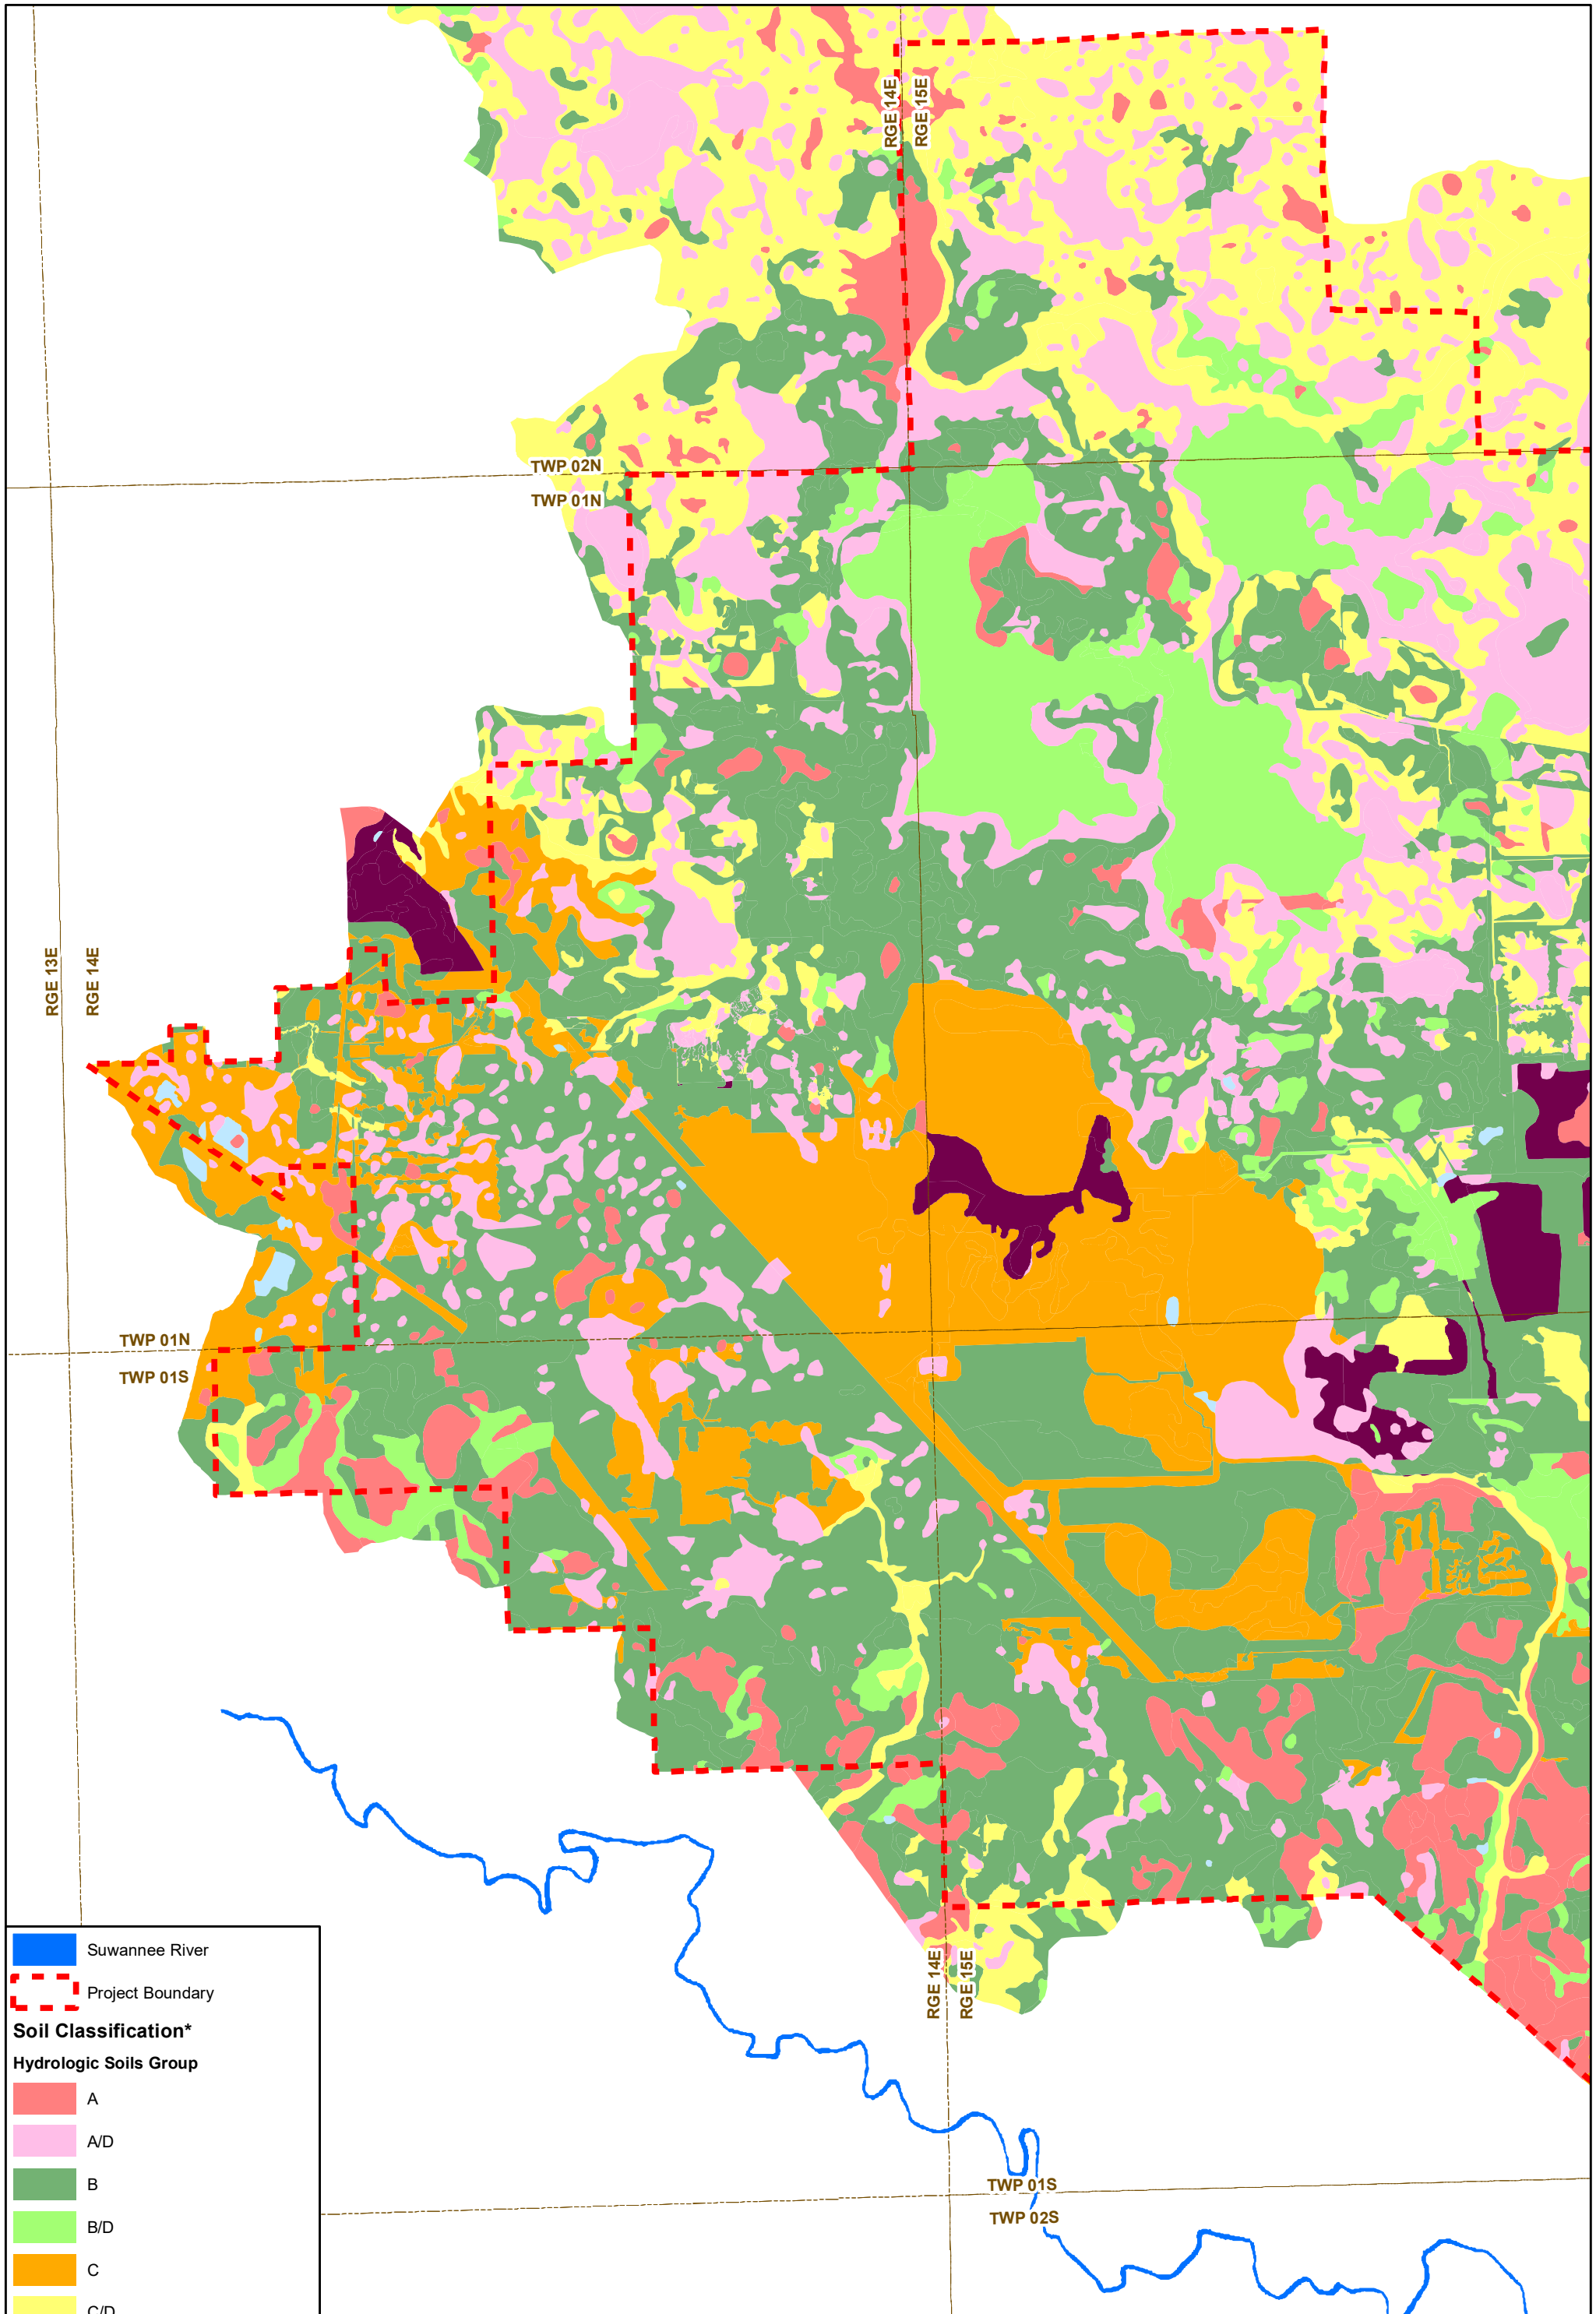 RGE 14E
RGE 15E
TWP 02N
TWP 01N
RGE 13E
RGE 14E
TWP 01N
TWP 01S
RGE 14E
RGE 15E
TWP 01S
TWP 02S
Suwannee River
Project Boundary
Soil Classification*
Hydrologic Soils Group
A
A/D
B
B/D
C
C/D